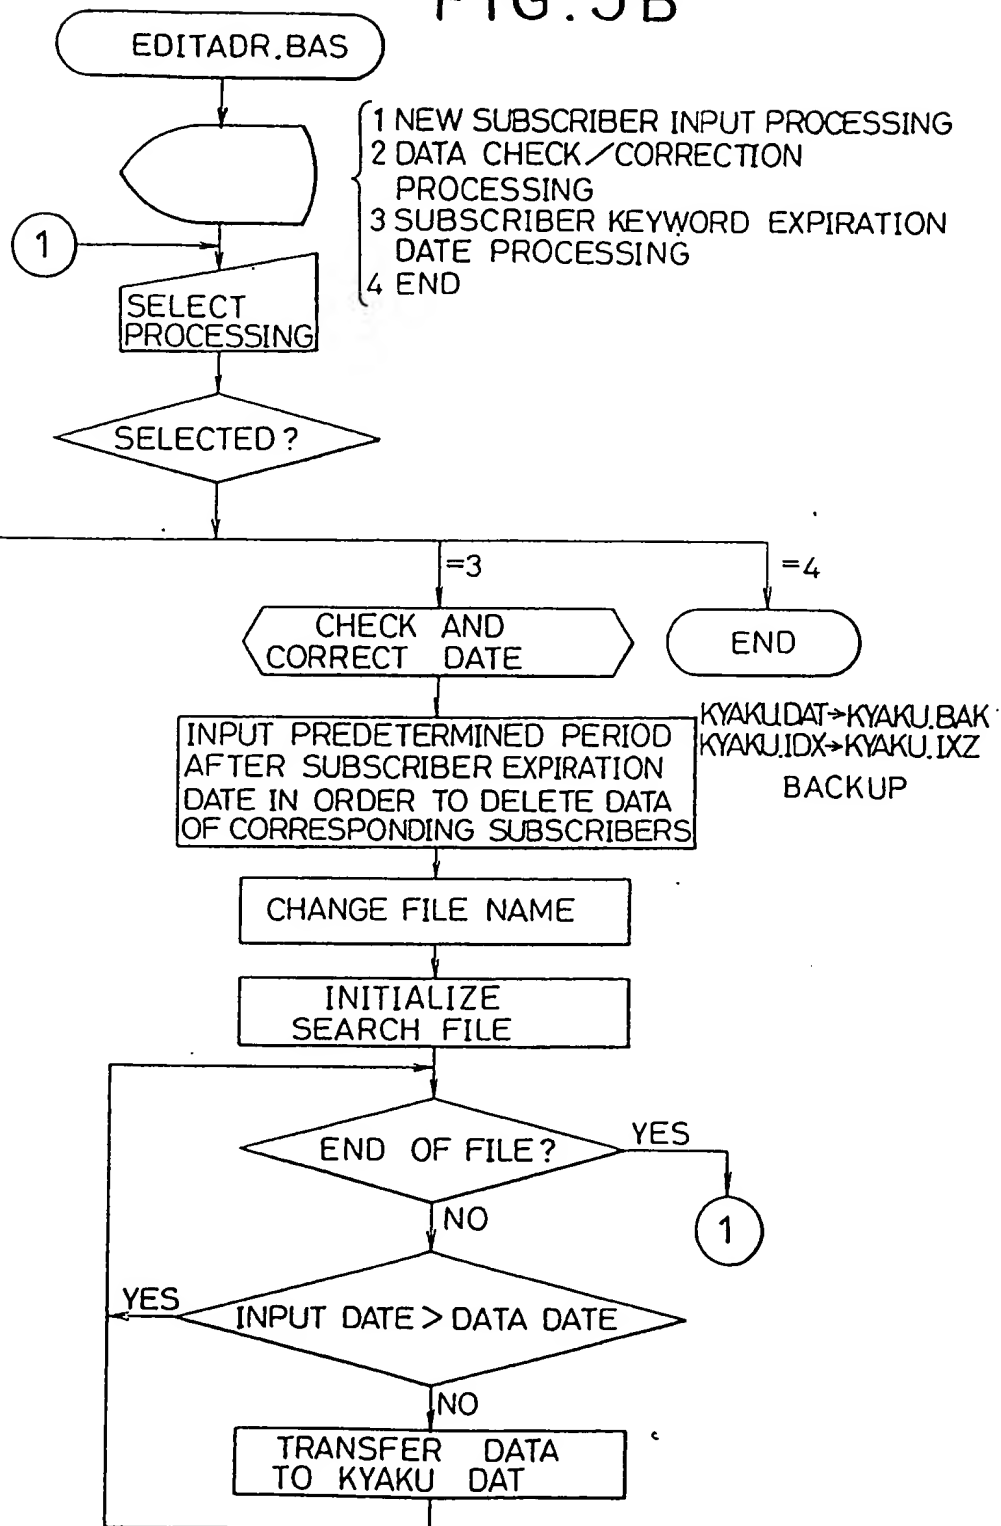 FIG. 5B
EDITADR.BAS
1 NEW SUBSCRIBER INPUT PROCESSING
2 DATA CHECK/CORRECTION
PROCESSING
3 SUBSCRIBER KEYWORD EXPIRATION
DATE PROCESSING
4 END
1
SELECT
PROCESSING
SELECTED?
=3
=4
CHECK AND
CORRECT DATE
END
INPUT PREDETERMINED PERIOD
AFTER SUBSCRIBER EXPIRATION
DATE IN ORDER TO DELETE DATA
OF CORRESPONDING SUBSCRIBERS
KYAKU.DAT→KYAKU.BAK
KYAKU.IDX→KYAKU.IXZ
BACKUP
CHANGE FILE NAME
INITIALIZE
SEARCH FILE
END OF FILE?
YES
1
NO
YES
INPUT DATE > DATA DATE
NO
TRANSFER DATA
TO KYAKU DAT